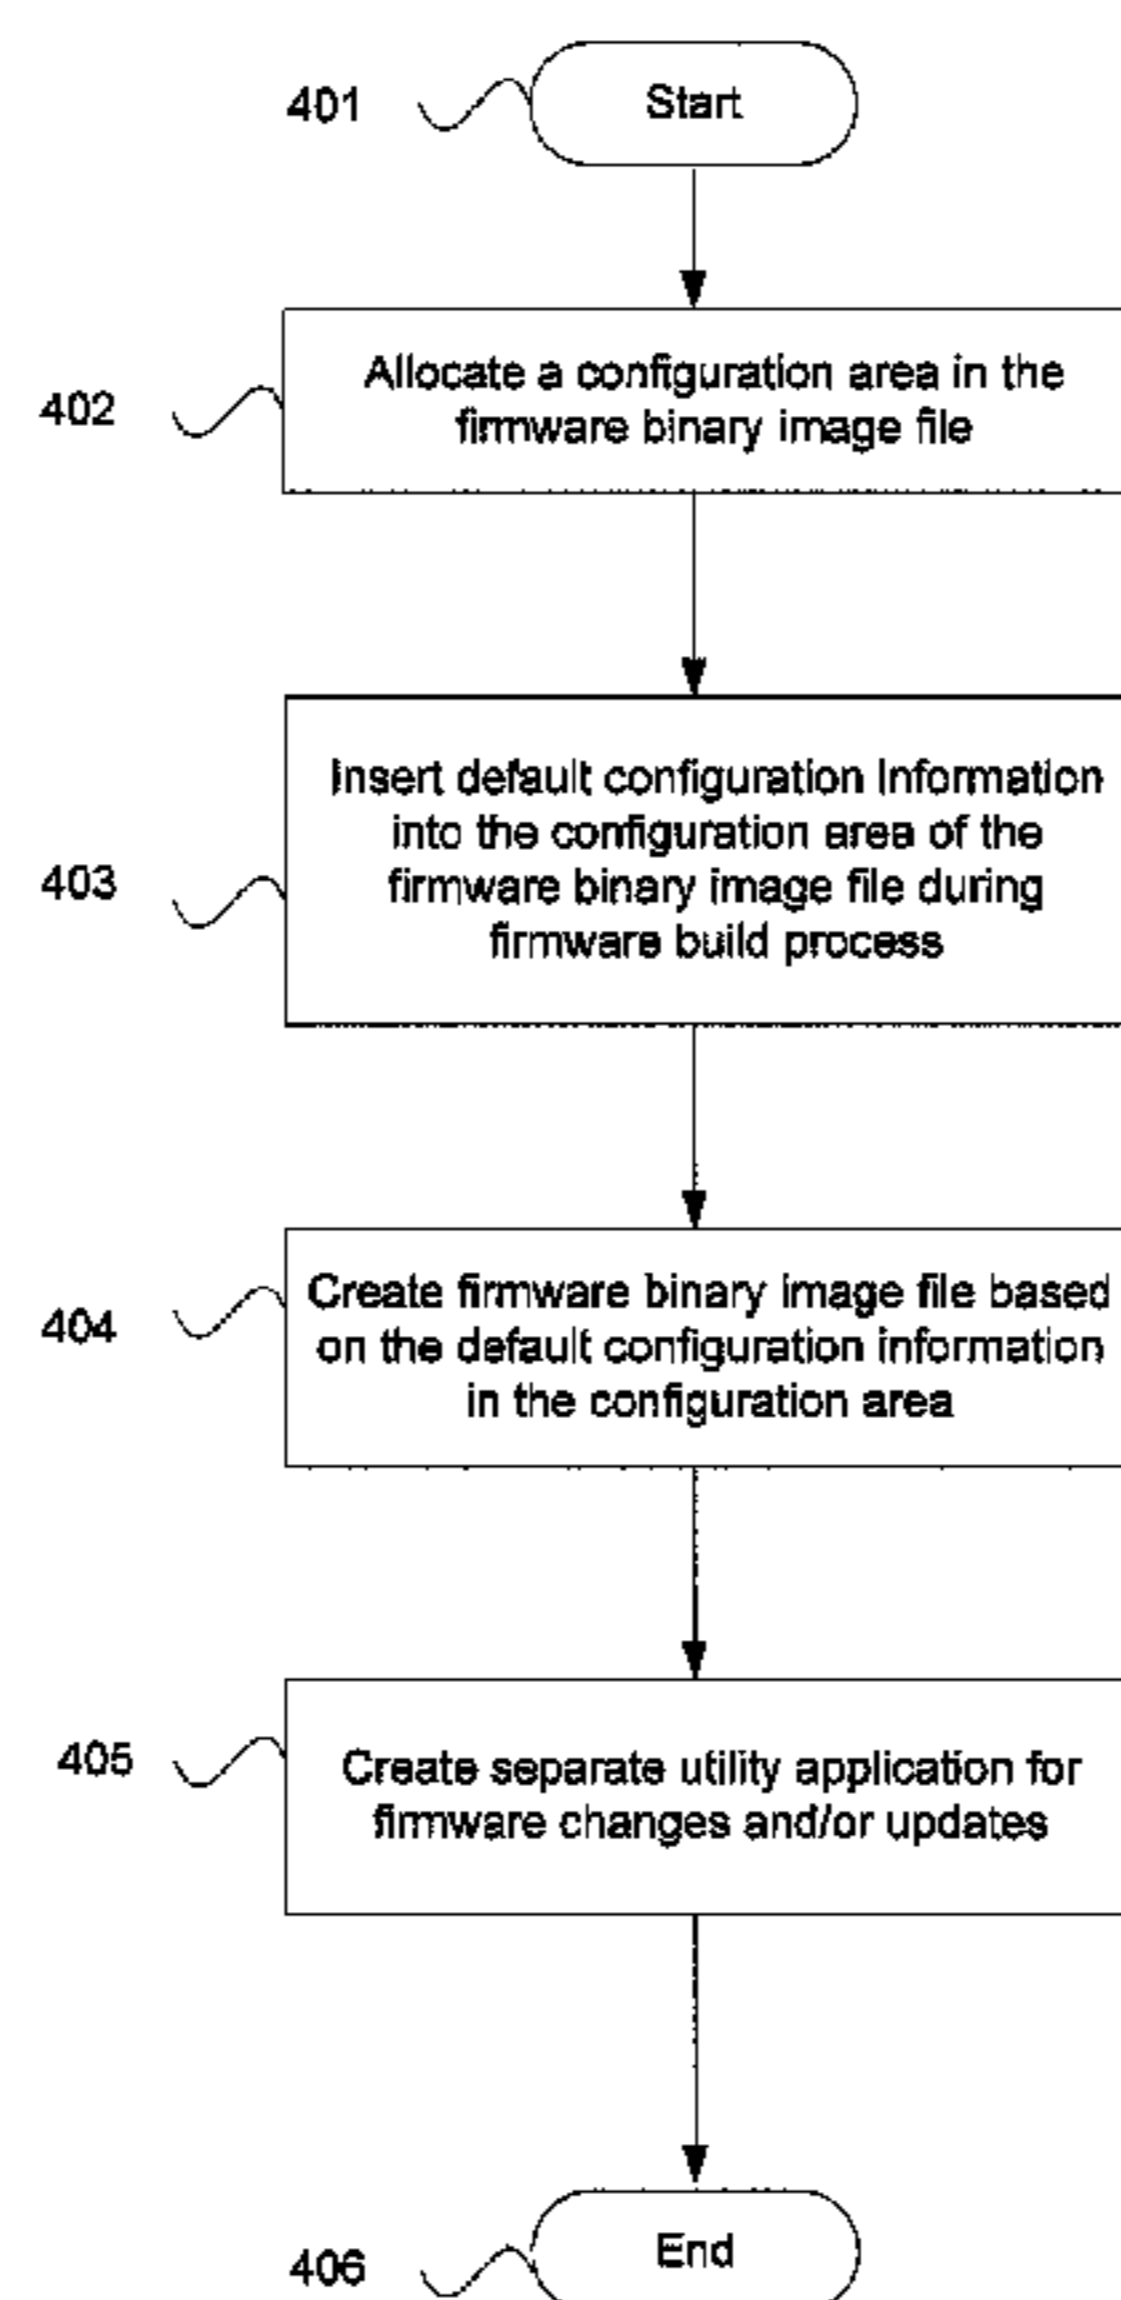 401
Start
402
Allocate a configuration area in the
firmware binary image file
403
Insert default configuration Information
into the configuration area of the
firmware binary image file during
firmware build process
404
Create firmware binary image file based
on the default configuration information
in the configuration area
405
Create separate utility application for
firmware changes and/or updates
406
End